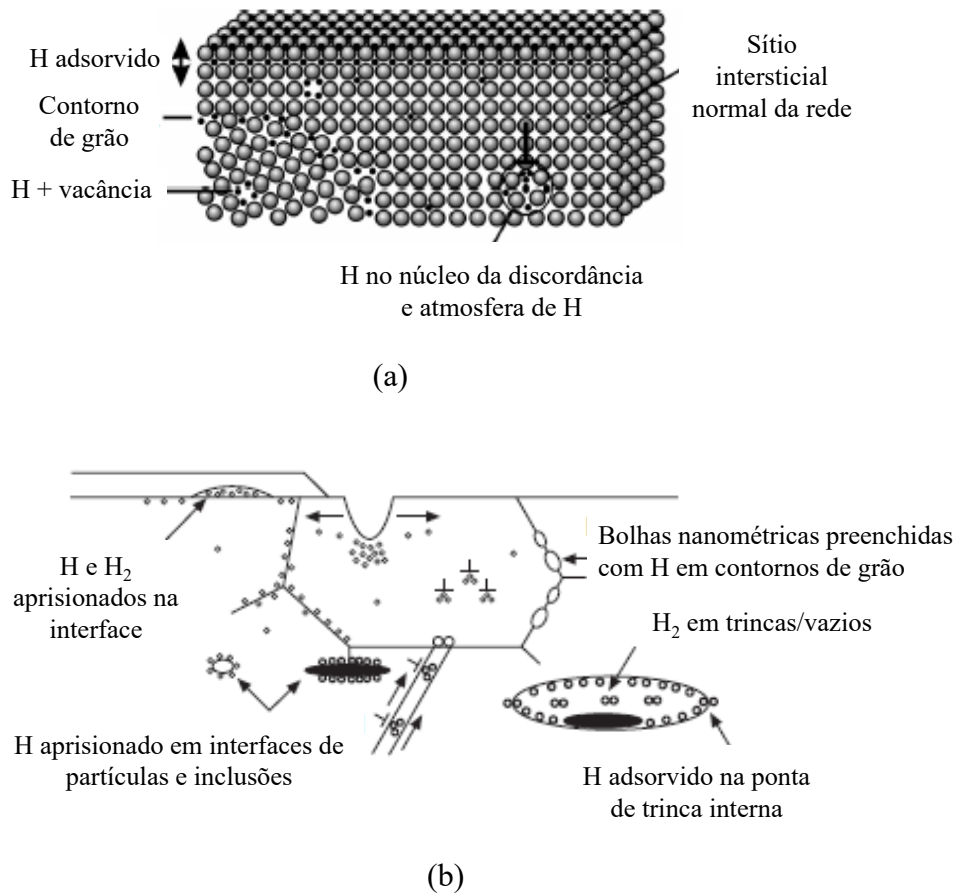 H adsorvido
Contorno
de grão
H + vacância
Sítio
intersticial
normal da rede
H no núcleo da discordância
e atmosfera de H
(a)
H e H₂
aprisionados na
interface
Bolhas nanométricas preenchidas
com H em contornos de grão
H₂ em trincas/vazios
H aprisionado em interfaces de
partículas e inclusões
H adsorvido na ponta
de trinca interna
(b)